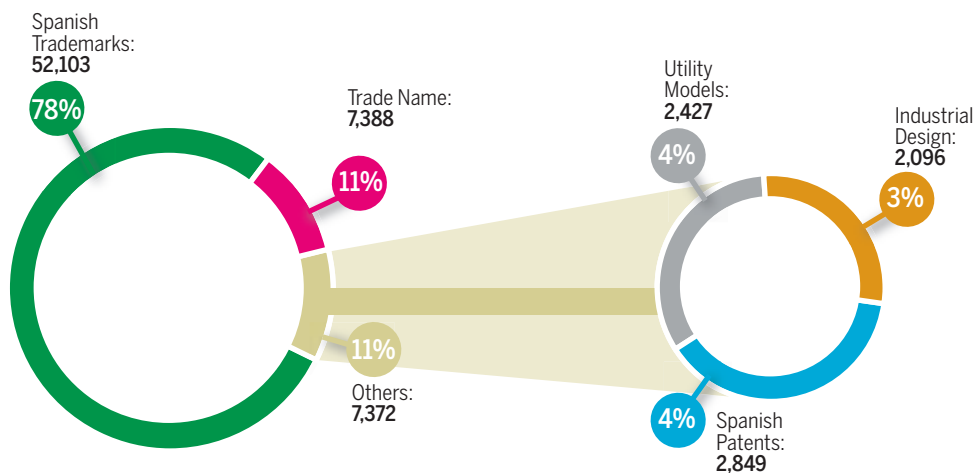 Spanish
Trademarks:
52,103
78%
Trade Name:
7,388
11%
Others:
7,372
11%
Utility
Models:
2,427
4%
Industrial
Design:
2,096
3%
Spanish
Patents:
2,849
4%